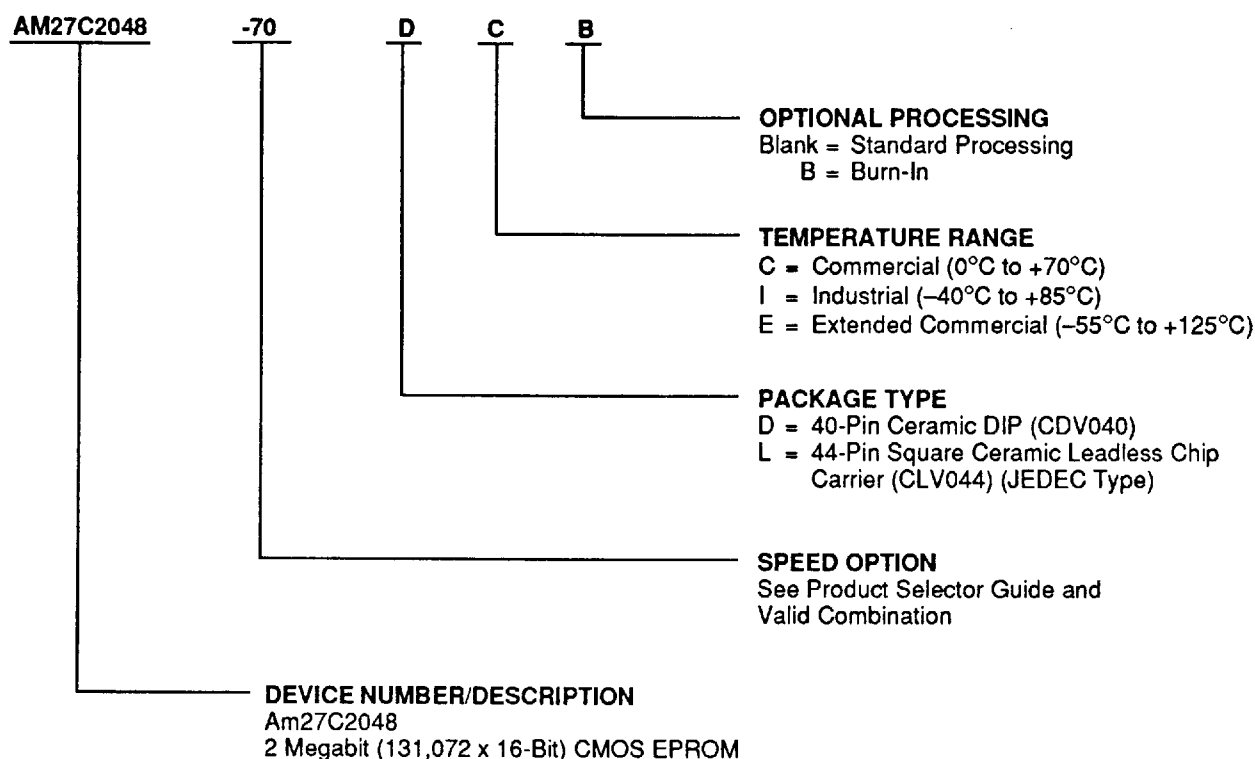 AM27C2048 -70 D C B
OPTIONAL PROCESSING
Blank = Standard Processing
B = Burn-In
TEMPERATURE RANGE
C = Commercial (0°C to +70°C)
I = Industrial (–40°C to +85°C)
E = Extended Commercial (–55°C to +125°C)
PACKAGE TYPE
D = 40-Pin Ceramic DIP (CDV040)
L = 44-Pin Square Ceramic Leadless Chip
Carrier (CLV044) (JEDEC Type)
SPEED OPTION
See Product Selector Guide and
Valid Combination
DEVICE NUMBER/DESCRIPTION
Am27C2048
2 Megabit (131,072 x 16-Bit) CMOS EPROM